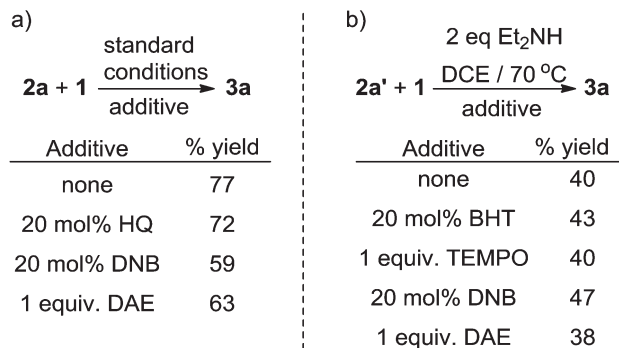 a)
2a + 1
standard
conditions
additive
3a
Additive % yield
none 77
20 mol% HQ 72
20 mol% DNB 59
1 equiv. DAE 63
b)
2 eq Et₂NH
2a' + 1
DCE / 70 ºC
additive
3a
Additive % yield
none 40
20 mol% BHT 43
1 equiv. TEMPO 40
20 mol% DNB 47
1 equiv. DAE 38